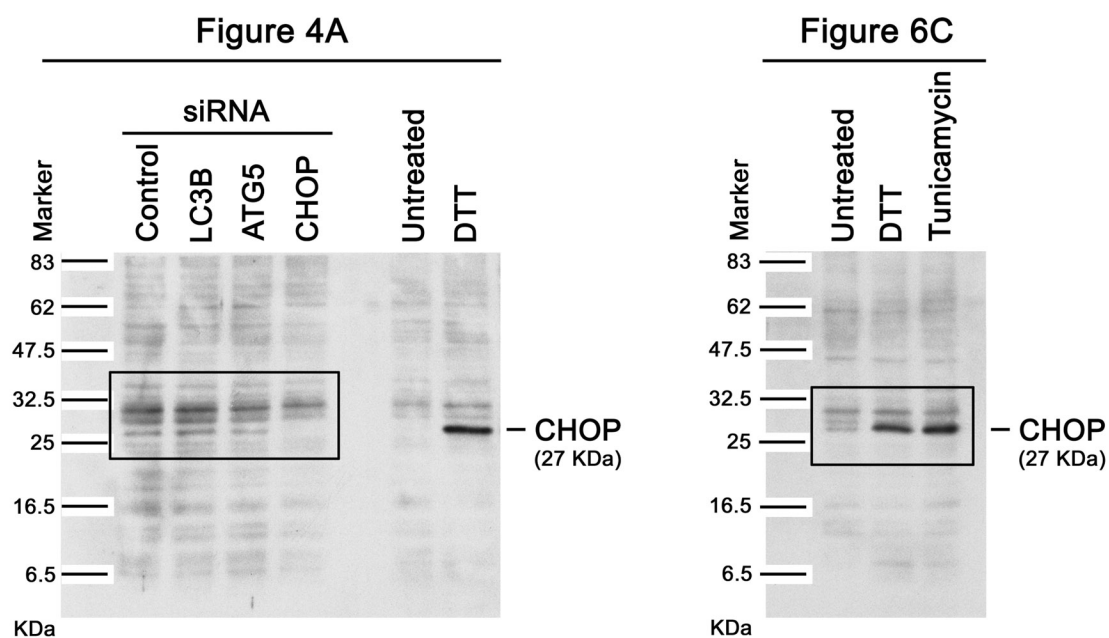 Figure 4A
siRNA
Marker
Control
LC3B
ATG5
CHOP
Untreated
DTT
83
62
47.5
32.5
25
16.5
6.5
KDa
CHOP
(27 KDa)
Figure 6C
Marker
Untreated
DTT
Tunicamycin
83
62
47.5
32.5
25
16.5
6.5
KDa
CHOP
(27 KDa)